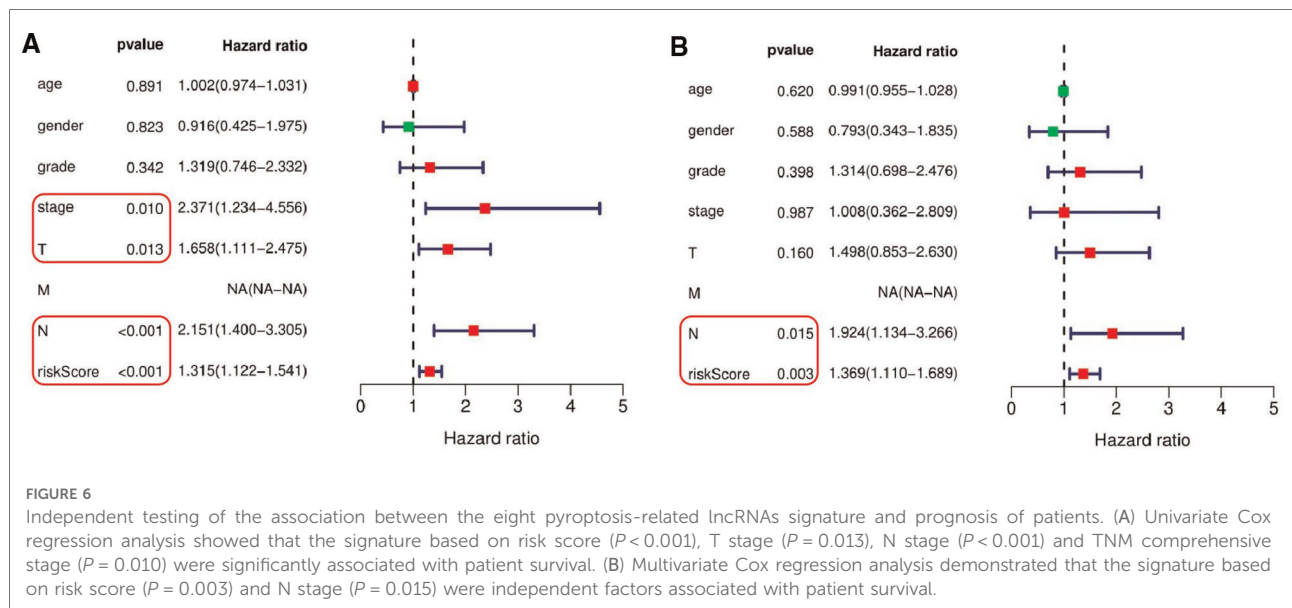 A
pvalue Hazard ratio
age 0.891 1.002(0.974−1.031)
gender 0.823 0.916(0.425−1.975)
grade 0.342 1.319(0.746−2.332)
stage 0.010 2.371(1.234−4.556)
T 0.013 1.658(1.111−2.475)
M NA(NA−NA)
N <0.001 2.151(1.400−3.305)
riskScore <0.001 1.315(1.122−1.541)
0 1 2 3 4 5
Hazard ratio
B
pvalue Hazard ratio
age 0.620 0.991(0.955−1.028)
gender 0.588 0.793(0.343−1.835)
grade 0.398 1.314(0.698−2.476)
stage 0.987 1.008(0.362−2.809)
T 0.160 1.498(0.853−2.630)
M NA(NA−NA)
N 0.015 1.924(1.134−3.266)
riskScore 0.003 1.369(1.110−1.689)
0 1 2 3 4 5
Hazard ratio
FIGURE 6
Independent testing of the association between the eight pyroptosis-related lncRNAs signature and prognosis of patients. (A) Univariate Cox
regression analysis showed that the signature based on risk score (P < 0.001), T stage (P = 0.013), N stage (P < 0.001) and TNM comprehensive
stage (P = 0.010) were significantly associated with patient survival. (B) Multivariate Cox regression analysis demonstrated that the signature based
on risk score (P = 0.003) and N stage (P = 0.015) were independent factors associated with patient survival.